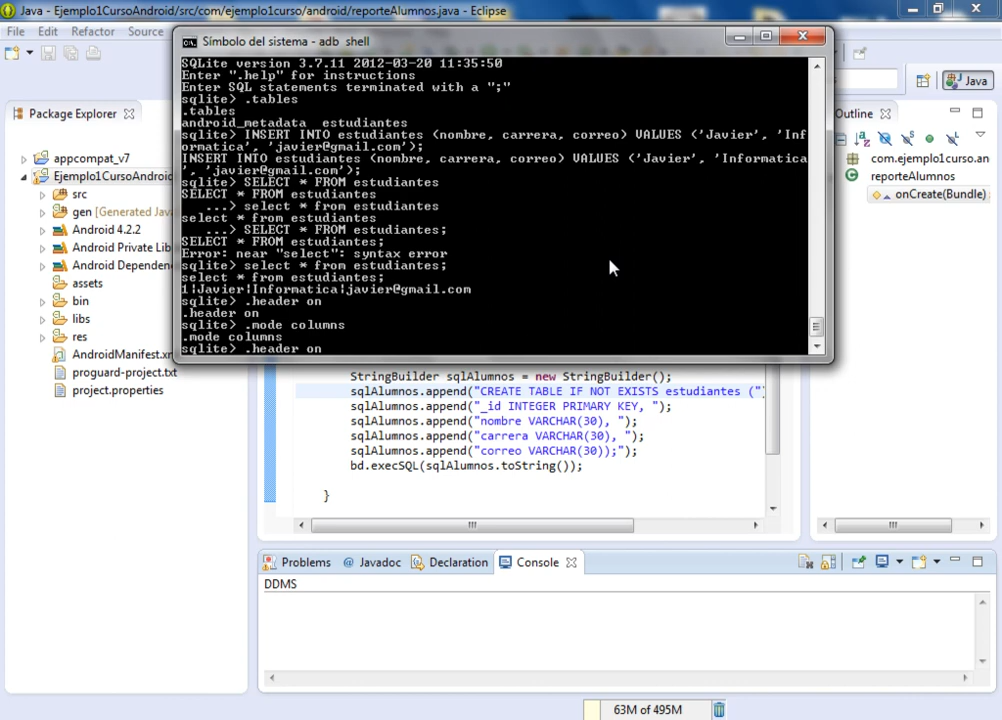 Java - Ejemplo1CursoAndroid/src/com/ejemplo1curso/android/reporteAlumnos.java - Eclipse
File Edit Refactor Source
Símbolo del sistema - adb shell
SQLite version 3.7.11 2012-03-20 11:35:50
Enter ".help" for instructions
Enter SQL statements terminated with a ";"
sqlite> .tables
.tables
android_metadata estudiantes
sqlite> INSERT INTO estudiantes (nombre, carrera, correo) VALUES ('Javier', 'Inf
ormatica', 'javier@gmail.com');
INSERT INTO estudiantes (nombre, carrera, correo) VALUES ('Javier', 'Informatica
', 'javier@gmail.com');
sqlite> SELECT * FROM estudiantes
SELECT * FROM estudiantes
...> select * from estudiantes
select * from estudiantes
...> SELECT * FROM estudiantes;
SELECT * FROM estudiantes;
Error: near "select": syntax error
sqlite> select * from estudiantes;
select * from estudiantes;
1|Javier|Informatica|javier@gmail.com
sqlite> .header on
.header on
sqlite> .mode columns
.mode columns
sqlite> .header on
Java
Package Explorer
appcompat_v7
Ejemplo1CursoAndroid
src
gen [Generated Java
Android 4.2.2
Android Private Lib
Android Dependen
assets
bin
libs
res
AndroidManifest.xm
proguard-project.txt
project.properties
StringBuilder sqlAlumnos = new StringBuilder();
sqlAlumnos.append("CREATE TABLE IF NOT EXISTS estudiantes (")
sqlAlumnos.append("_id INTEGER PRIMARY KEY, ");
sqlAlumnos.append("nombre VARCHAR(30), ");
sqlAlumnos.append("carrera VARCHAR(30), ");
sqlAlumnos.append("correo VARCHAR(30));");
bd.execSQL(sqlAlumnos.toString());
}
Outline
com.ejemplo1curso.an
reporteAlumnos
onCreate(Bundle)
Problems @ Javadoc Declaration Console
DDMS
63M of 495M